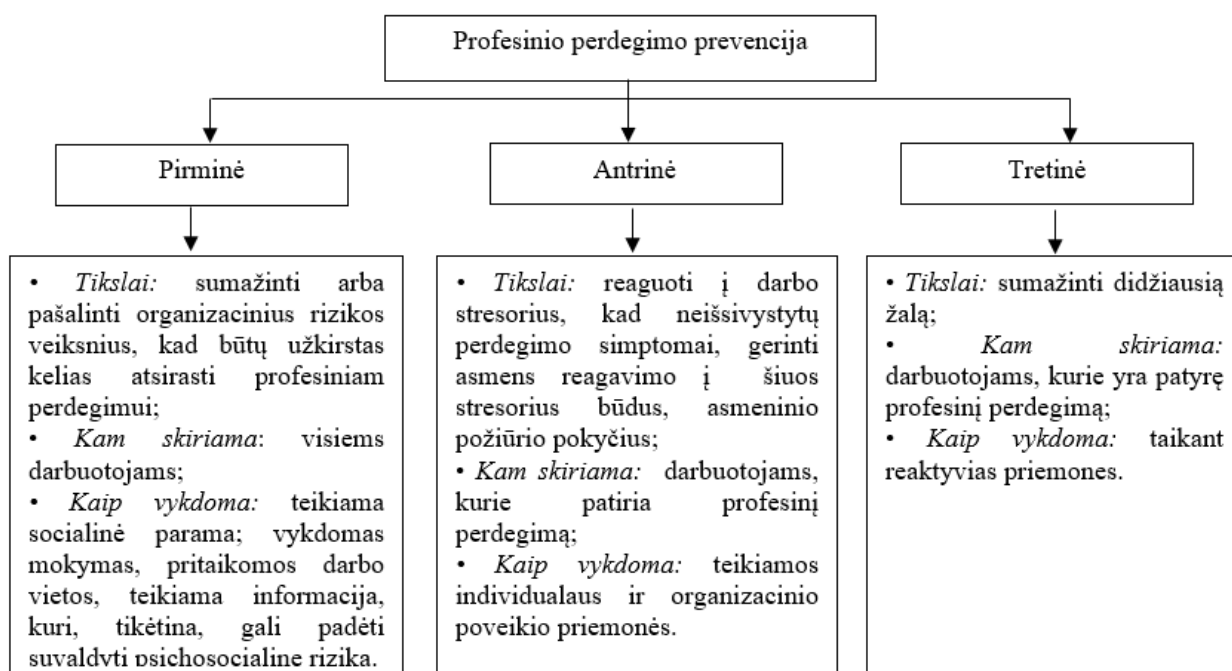 Profesinio perdegimo prevencija
Pirminė
Antrinė
Tretinė
• Tikslai: sumažinti arba
pašalinti organizacinius rizikos
veiksnius, kad būtų užkirstas
kelias atsirasti profesiniam
perdegimui;
• Kam skiriama: visiems
darbuotojams;
• Kaip vykdoma: teikiama
socialinė parama; vykdomas
mokymas, pritaikomos darbo
vietos, teikiama informacija,
kuri, tikėtina, gali padėti
suvaldyti psichosocialinę riziką.
• Tikslai: reaguoti į darbo
stresorius, kad neišsivystytų
perdegimo simptomai, gerinti
asmens reagavimo į šiuos
stresorius būdus, asmeninio
požiūrio pokyčius;
• Kam skiriama: darbuotojams,
kurie patiria profesinį
perdegimą;
• Kaip vykdoma: teikiamos
individualaus ir organizacinio
poveikio priemonės.
• Tikslai: sumažinti didžiausią
žalą;
• Kam skiriama:
darbuotojams, kurie yra patyrę
profesinį perdegimą;
• Kaip vykdoma: taikant
reaktyvias priemones.